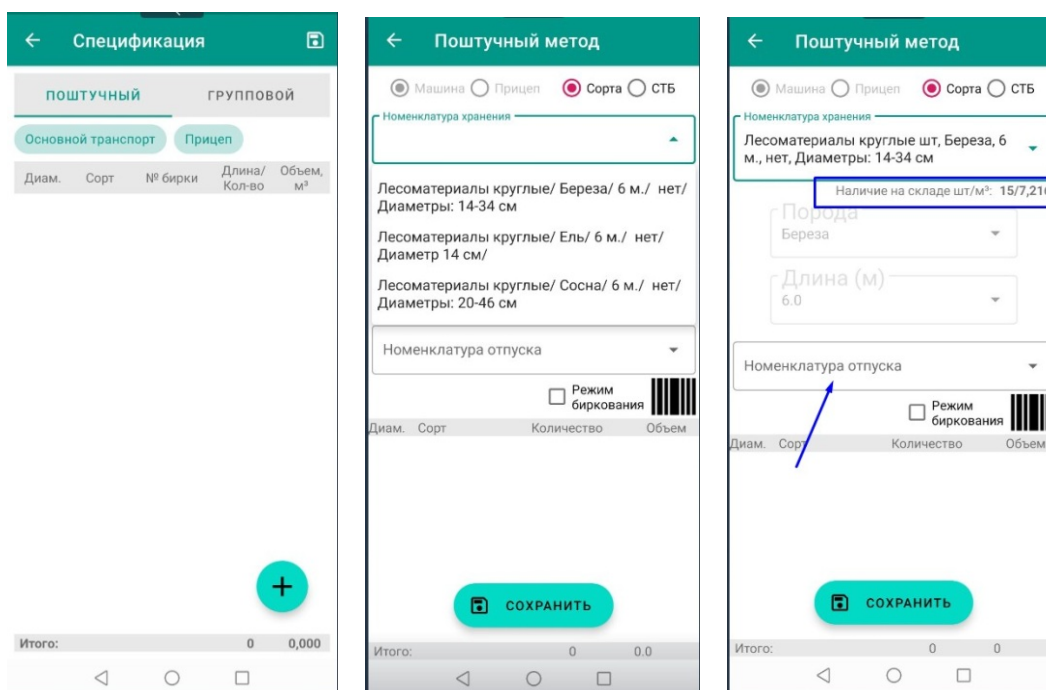 Спецификация
ПОШТУЧНЫЙ ГРУППОВОЙ
Основной транспорт Прицеп
Диам. Сорт № бирки Длина/ Кол-во Объем, м³
Итого: 0 0,000
Поштучный метод
Машина Прицеп Сорта СТБ
Номенклатура хранения
Лесоматериалы круглые/ Береза/ 6 м./ нет/
Диаметры: 14-34 см
Лесоматериалы круглые/ Ель/ 6 м./ нет/
Диаметр 14 см/
Лесоматериалы круглые/ Сосна/ 6 м./ нет/
Диаметры: 20-46 см
Номенклатура отпуска
Режим
биркования
Диам. Сорт Количество Объем
СОХРАНИТЬ
Итого: 0 0.0
Поштучный метод
Машина Прицеп Сорта СТБ
Номенклатура хранения
Лесоматериалы круглые шт, Береза, 6
м., нет, Диаметры: 14-34 см
Наличие на складе шт/м³: 15/7,216
Порода
Береза
Длина (м)
6.0
Номенклатура отпуска
Режим
биркования
Диам. Сорт Количество Объем
СОХРАНИТЬ
Итого: 0 0